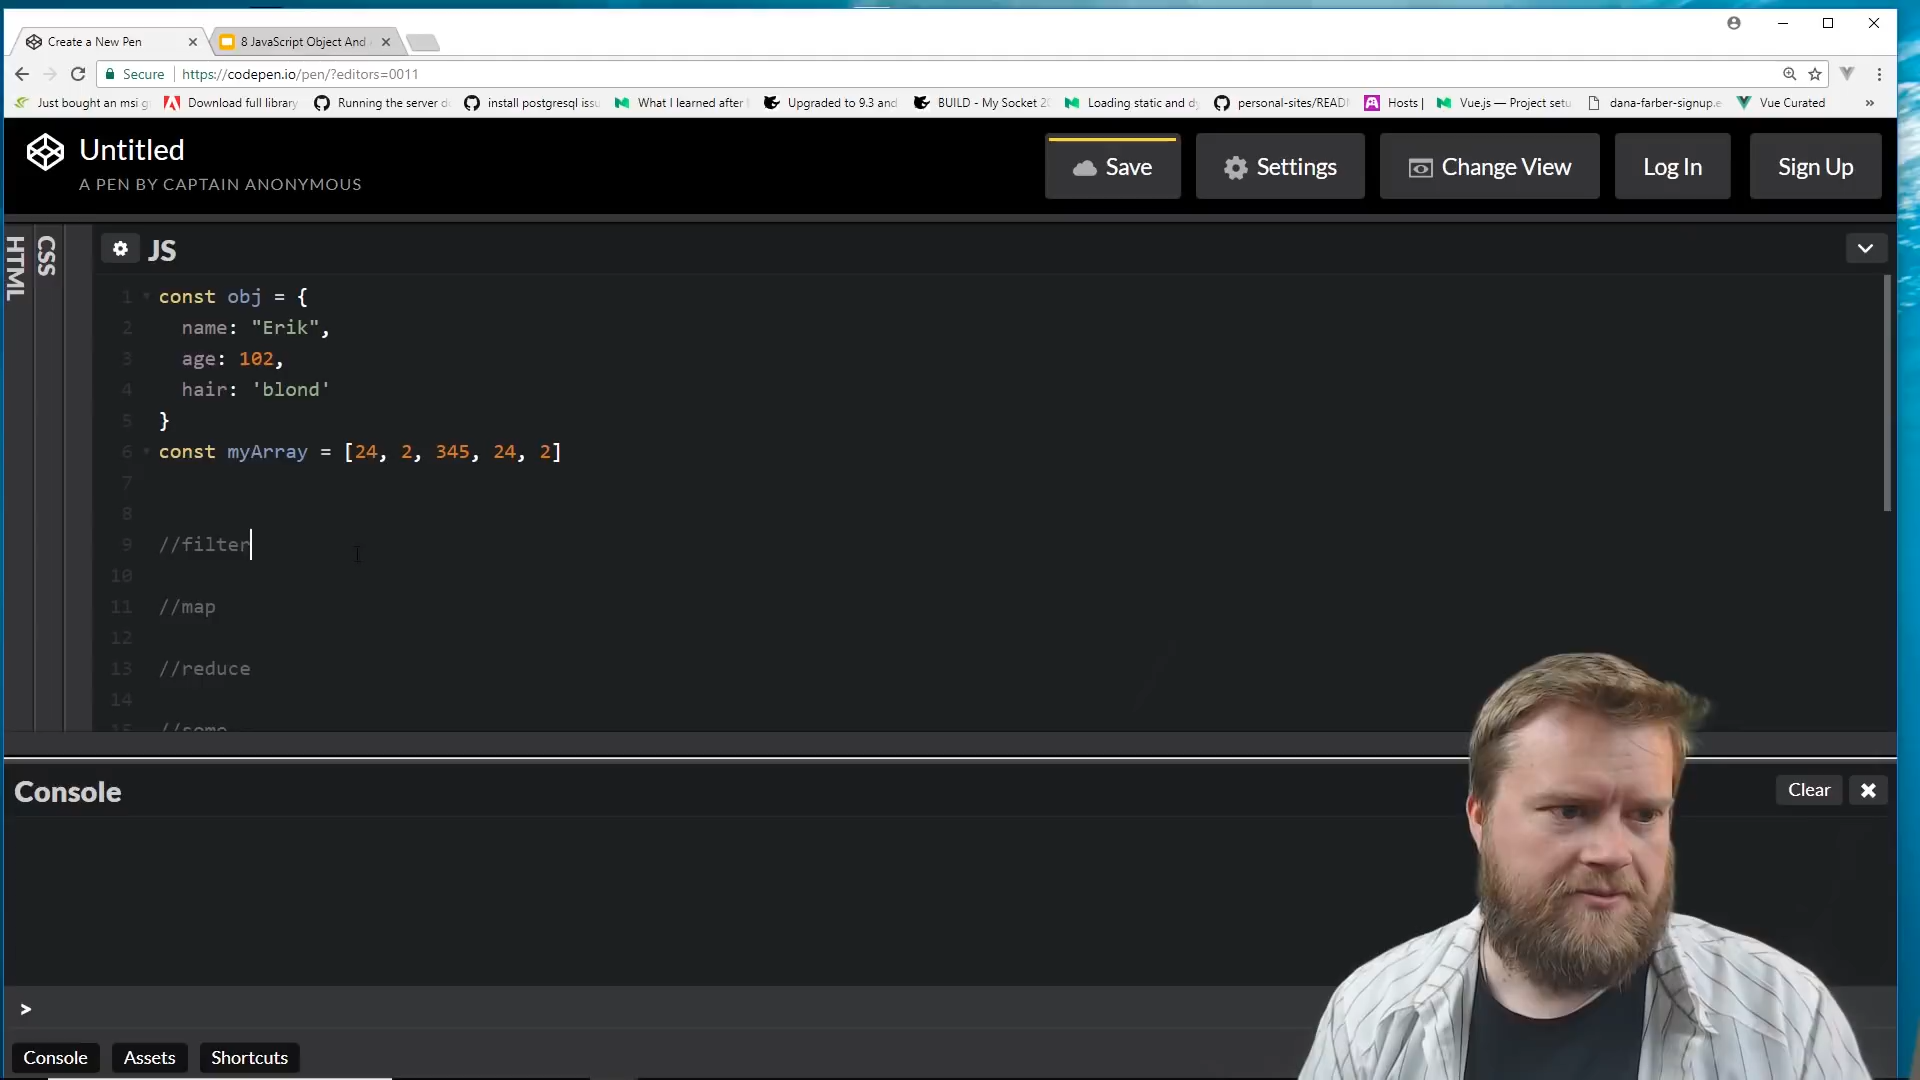 Create a New Pen
8 JavaScript Object And
Secure
https://codepen.io/pen/?editors=0011
Just bought an msi g
Download full library
Running the server d
install postgresql issu
What I learned after
Upgraded to 9.3 and
BUILD - My Socket 20
Loading static and dy
personal-sites/READ
Hosts |
Vue.js — Project setu
dana-farber-signup.e
Vue Curated
»
Untitled
A PEN BY CAPTAIN ANONYMOUS
Save
Settings
Change View
Log In
Sign Up
HTML
CSS
JS
1 const obj = {
2 name: "Erik",
3 age: 102,
4 hair: 'blond'
5 }
6 const myArray = [24, 2, 345, 24, 2]
7
8
9 //filter
10
11 //map
12
13 //reduce
14
15 //some
Console
Clear
>
Console
Assets
Shortcuts